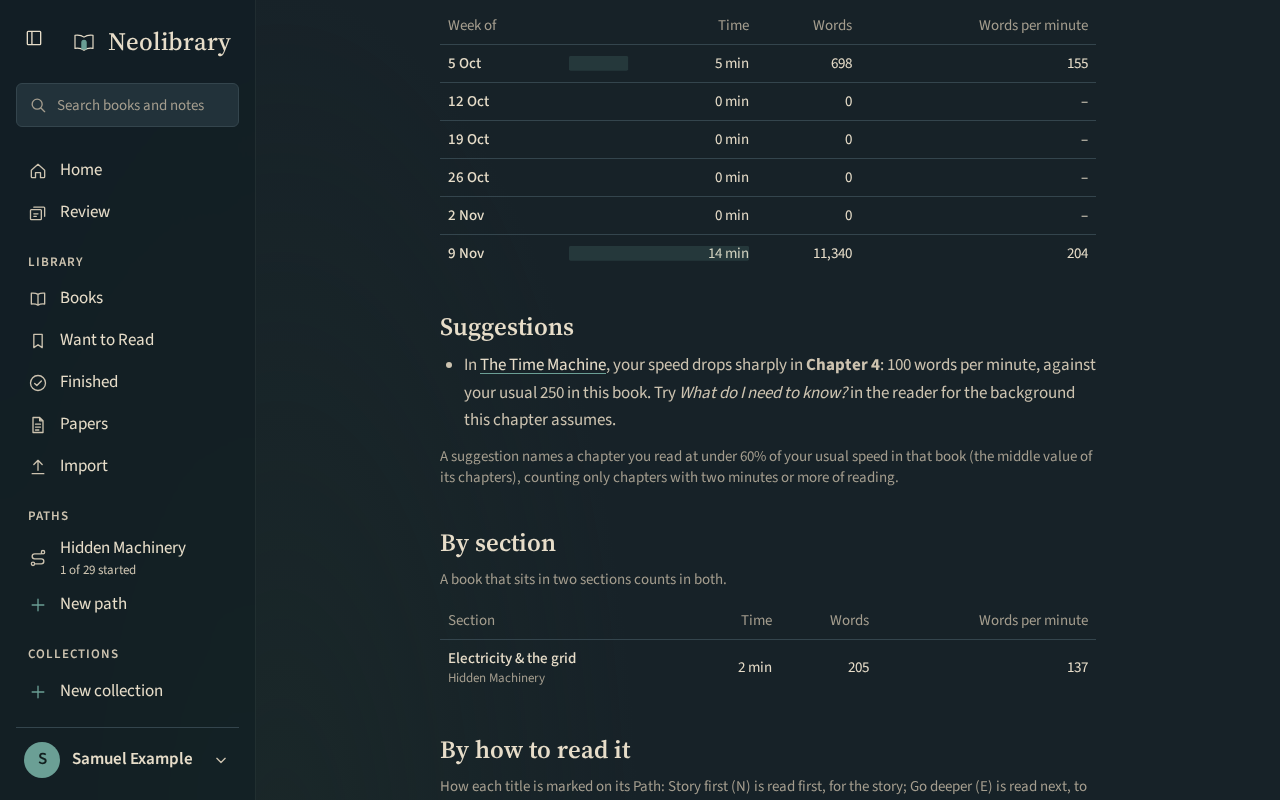 Neolibrary
Search books and notes
Home
Review
LIBRARY
Books
Want to Read
Finished
Papers
Import
PATHS
Hidden Machinery
1 of 29 started
New path
COLLECTIONS
New collection
S Samuel Example
Week of Time Words Words per minute
5 Oct 5 min 698 155
12 Oct 0 min 0 –
19 Oct 0 min 0 –
26 Oct 0 min 0 –
2 Nov 0 min 0 –
9 Nov 14 min 11,340 204
Suggestions
• In The Time Machine, your speed drops sharply in Chapter 4: 100 words per minute, against
your usual 250 in this book. Try What do I need to know? in the reader for the background
this chapter assumes.
A suggestion names a chapter you read at under 60% of your usual speed in that book (the middle value of
its chapters), counting only chapters with two minutes or more of reading.
By section
A book that sits in two sections counts in both.
Section Time Words Words per minute
Electricity & the grid 2 min 205 137
Hidden Machinery
By how to read it
How each title is marked on its Path: Story first (N) is read first, for the story; Go deeper (E) is read next, to